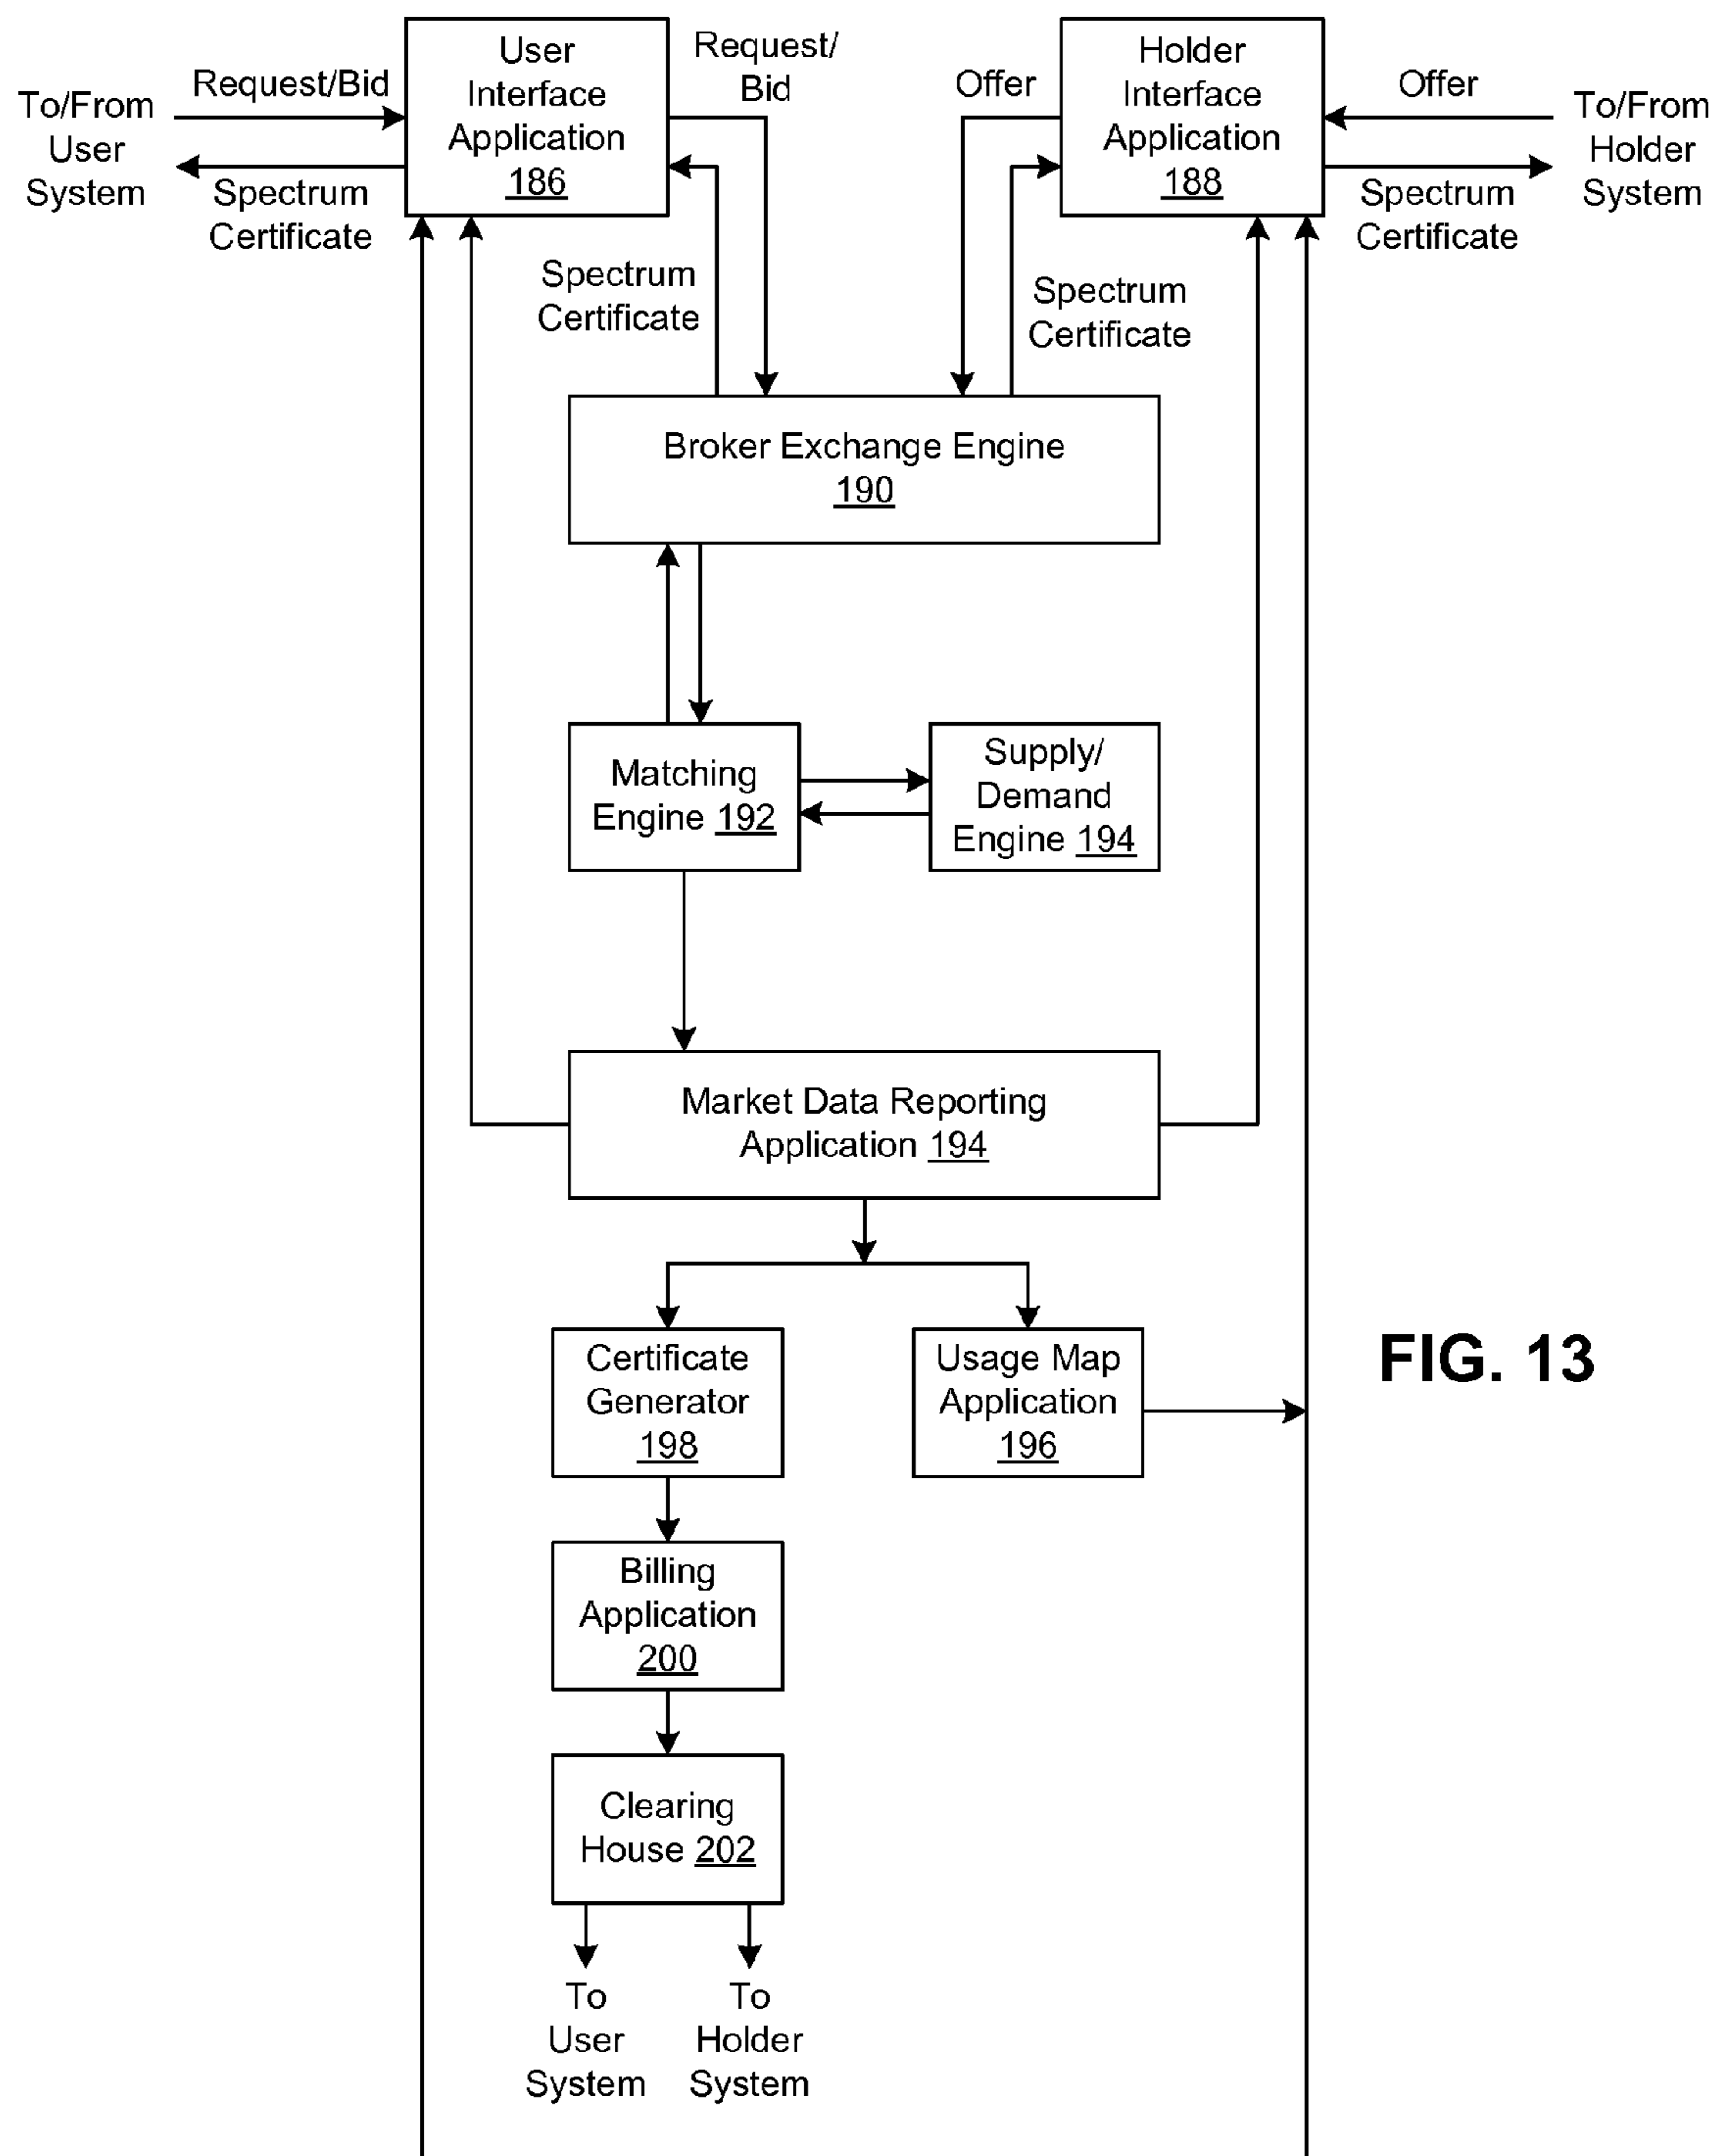 User
Interface
Application
186
Request/
Bid
Holder
Interface
Application
188
Offer
Offer
Request/Bid
To/From
User
System
Spectrum
Certificate
To/From
Holder
System
Spectrum
Certificate
Spectrum
Certificate
Spectrum
Certificate
Broker Exchange Engine
190
Matching
Engine 192
Supply/
Demand
Engine 194
Market Data Reporting
Application 194
Certificate
Generator
198
Usage Map
Application
196
FIG. 13
Billing
Application
200
Clearing
House 202
To
User
System
To
Holder
System